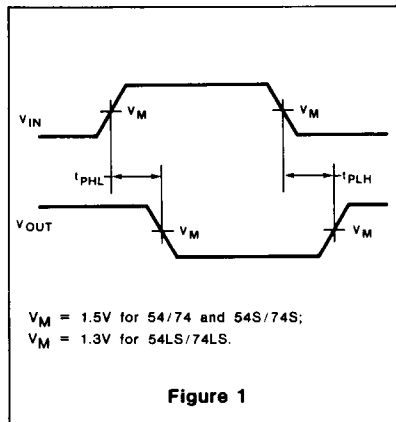 V_IN
V_M
V_M
t_PHL
t_PLH
V_OUT
V_M
V_M
V_M = 1.5V for 54/74 and 54S/74S;
V_M = 1.3V for 54LS/74LS.
Figure 1